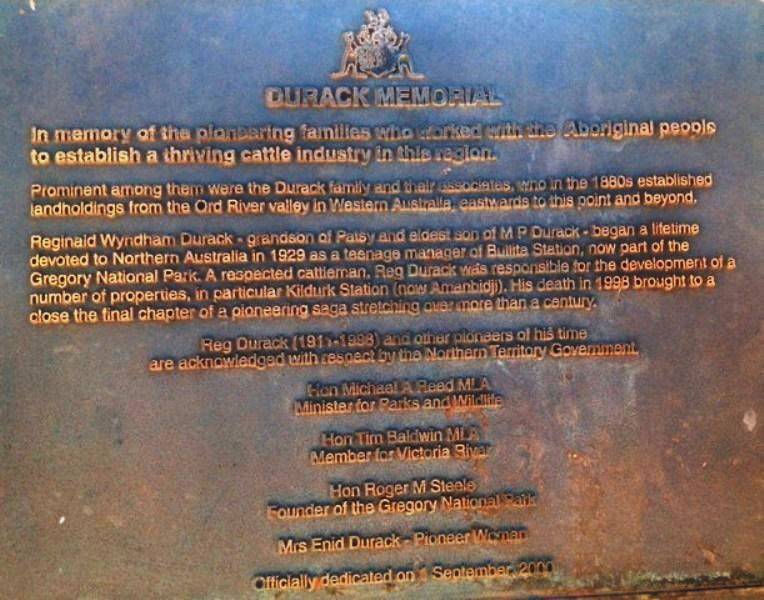 DURACK MEMORIAL
In memory of the pioneering families who worked with the Aboriginal people
to establish a thriving cattle industry in this region.
Prominent among them were the Durack family and their associates, who in the 1880s established
landholdings from the Ord River valley in Western Australia, eastwards to this point and beyond.
Reginald Wyndham Durack - grandson of Patsy and eldest son of M P Durack - began a lifetime
devoted to Northern Australia in 1929 as a teenage manager of Bullita Station, now part of the
Gregory National Park. A respected cattleman, Reg Durack was responsible for the development of a
number of properties, in particular Kildurk Station (now Amanbidji). His death in 1998 brought to a
close the final chapter of a pioneering saga stretching over more than a century.
Reg Durack (1911-1998) and other pioneers of his time
are acknowledged with respect by the Northern Territory Government.
Hon Michael A Reed MLA
Minister for Parks and Wildlife
Hon Tim Baldwin MLA
Member for Victoria River
Hon Roger M Steele
Founder of the Gregory National Park
Mrs Enid Durack - Pioneer Woman
Officially dedicated on 1 September, 2000